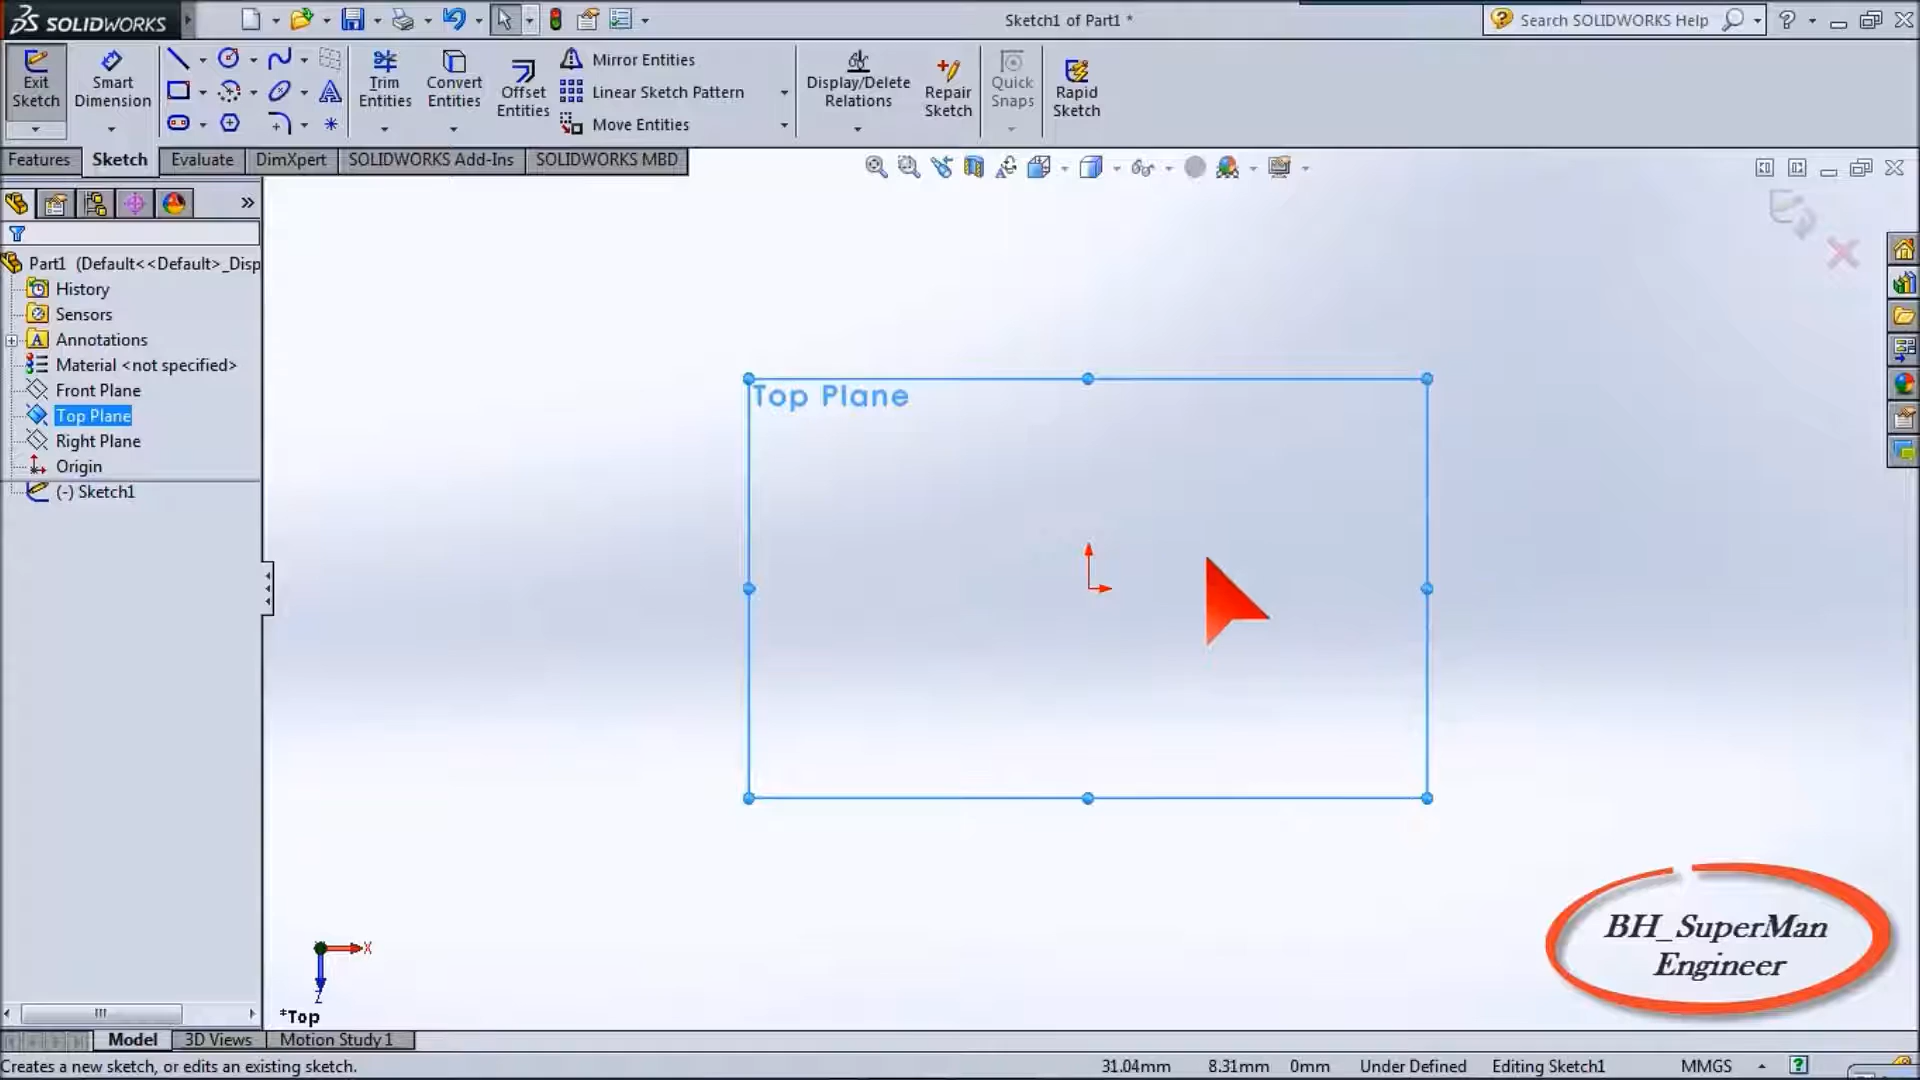 SOLIDWORKS
Sketch1 of Part1 *
Search SOLIDWORKS Help
Exit Sketch
Smart Dimension
Trim Entities
Convert Entities
Offset Entities
Mirror Entities
Linear Sketch Pattern
Move Entities
Display/Delete Relations
Repair Sketch
Quick Snaps
Rapid Sketch
Features
Sketch
Evaluate
DimXpert
SOLIDWORKS Add-Ins
SOLIDWORKS MBD
Part1 (Default<<Default>_Disp
History
Sensors
Annotations
Material <not specified>
Front Plane
Top Plane
Right Plane
Origin
(-) Sketch1
Top Plane
X
Z
*Top
BH_SuperMan
Engineer
Model
3D Views
Motion Study 1
Creates a new sketch, or edits an existing sketch.
31.04mm
8.31mm
0mm
Under Defined
Editing Sketch1
MMGS